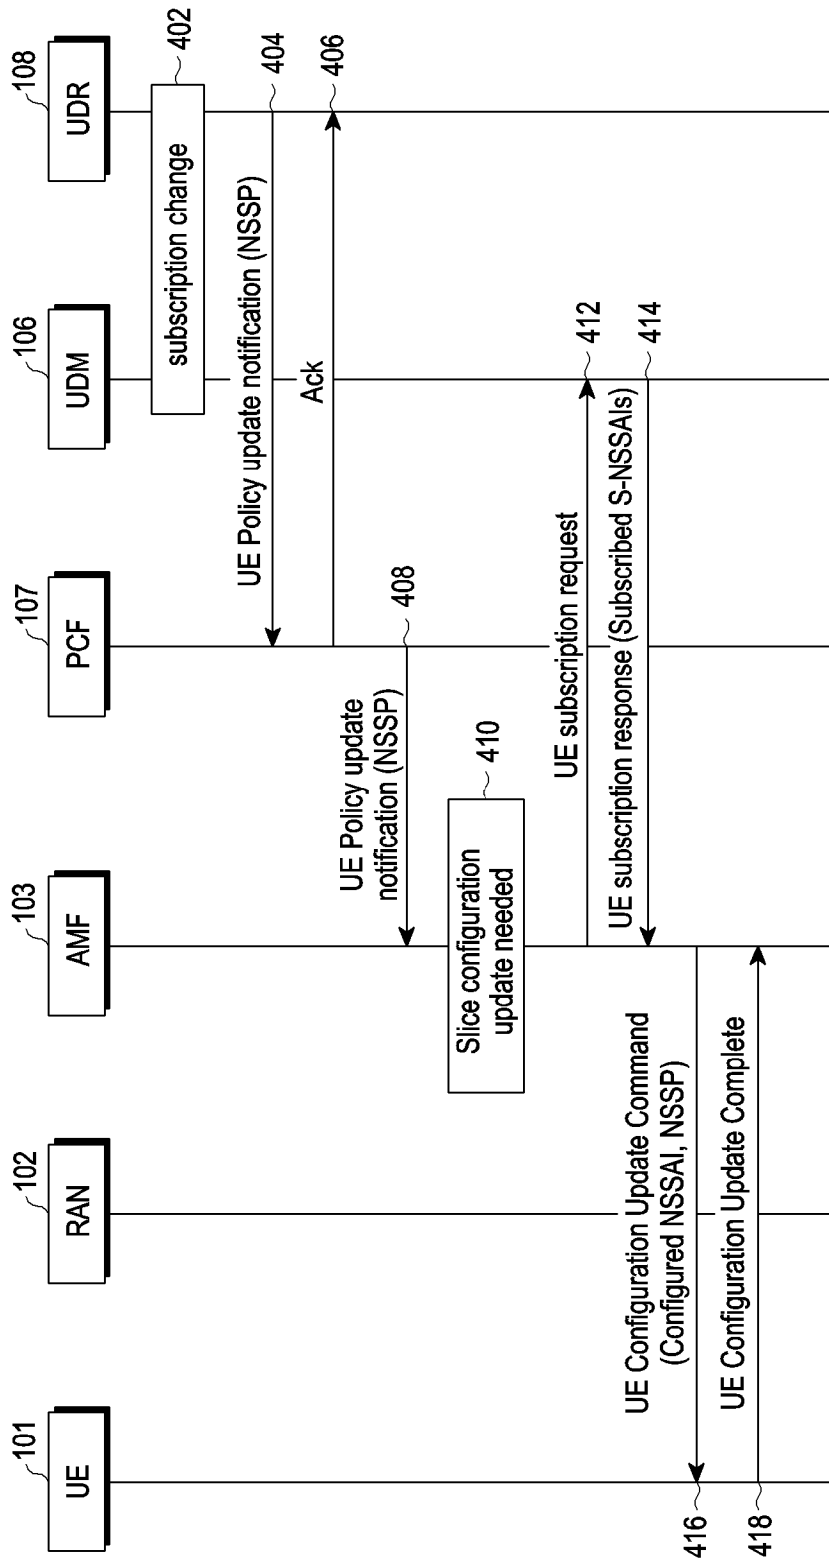 101
UE
102
RAN
103
AMF
107
PCF
106
UDM
108
UDR
subscription change
402
UE Policy update notification (NSSP)
404
Ack
406
UE Policy update
notification (NSSP)
408
Slice configuration
update needed
410
UE subscription request
412
UE subscription response (Subscribed S-NSSAIs)
414
UE Configuration Update Command
(Configured NSSAI, NSSP)
416
UE Configuration Update Complete
418